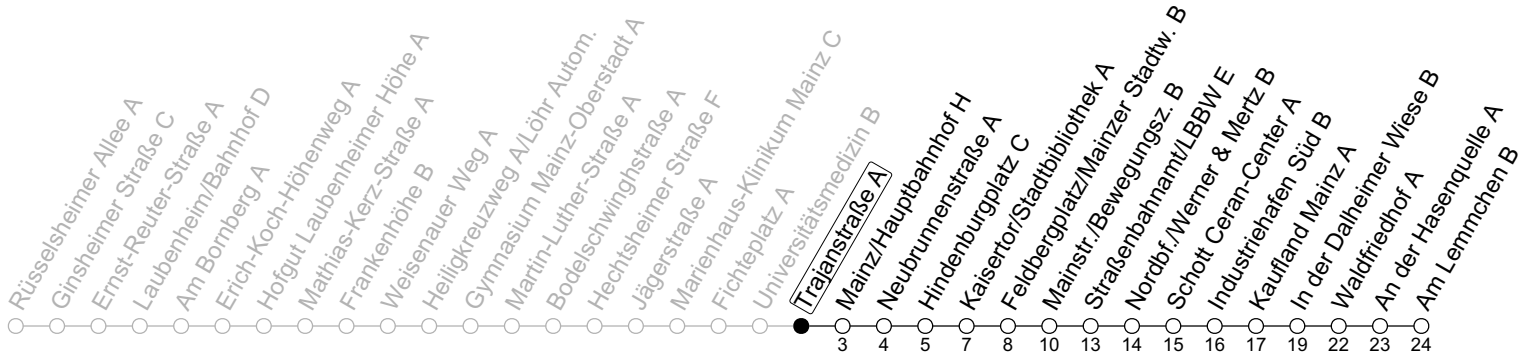 Rüsselsheimer Allee A
Ginsheimer Straße C
Ernst-Reuter-Straße A
Laubenheim/Bahnhof D
Am Bornberg A
Erich-Koch-Höhenweg A
Hofgut Laubenheimer Höhe A
Mathias-Kerz-Straße A
Frankenhöhe B
Weisenauer Weg A
Heiligkreuzweg A/Löhr Autom.
Gymnasium Mainz-Oberstadt A
Martin-Luther-Straße A
Bodelschwinghstraße A
Hechtsheimer Straße F
Jägerstraße A
Marienhaus-Klinikum Mainz C
Fichteplatz A
Universitätsmedizin B
Trajanstraße A
Mainz/Hauptbahnhof H
Neubrunnenstraße A
Hindenburgplatz C
Kaisertor/Stadtbibliothek A
Feldbergplatz/Mainzer Stadtw. B
Mainstr./Bewegungsz. B
Straßenbahnamt/LBBW E
Nordbf./Werner & Mertz B
Schott Ceran-Center A
Industriehafen Süd B
Kaufland Mainz A
In der Dalheimer Wiese B
Waldfriedhof A
An der Hasenquelle A
Am Lemmchen B
3 4 5 7 8 10 13 14 15 16 17 19 22 23 24